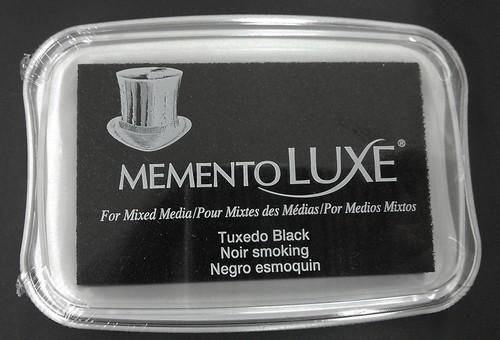 MEMENTO LUXE®
For Mixed Media/Pour Mixtes des Médias/Por Medios Mixtos
Tuxedo Black
Noir smoking
Negro esmoquin